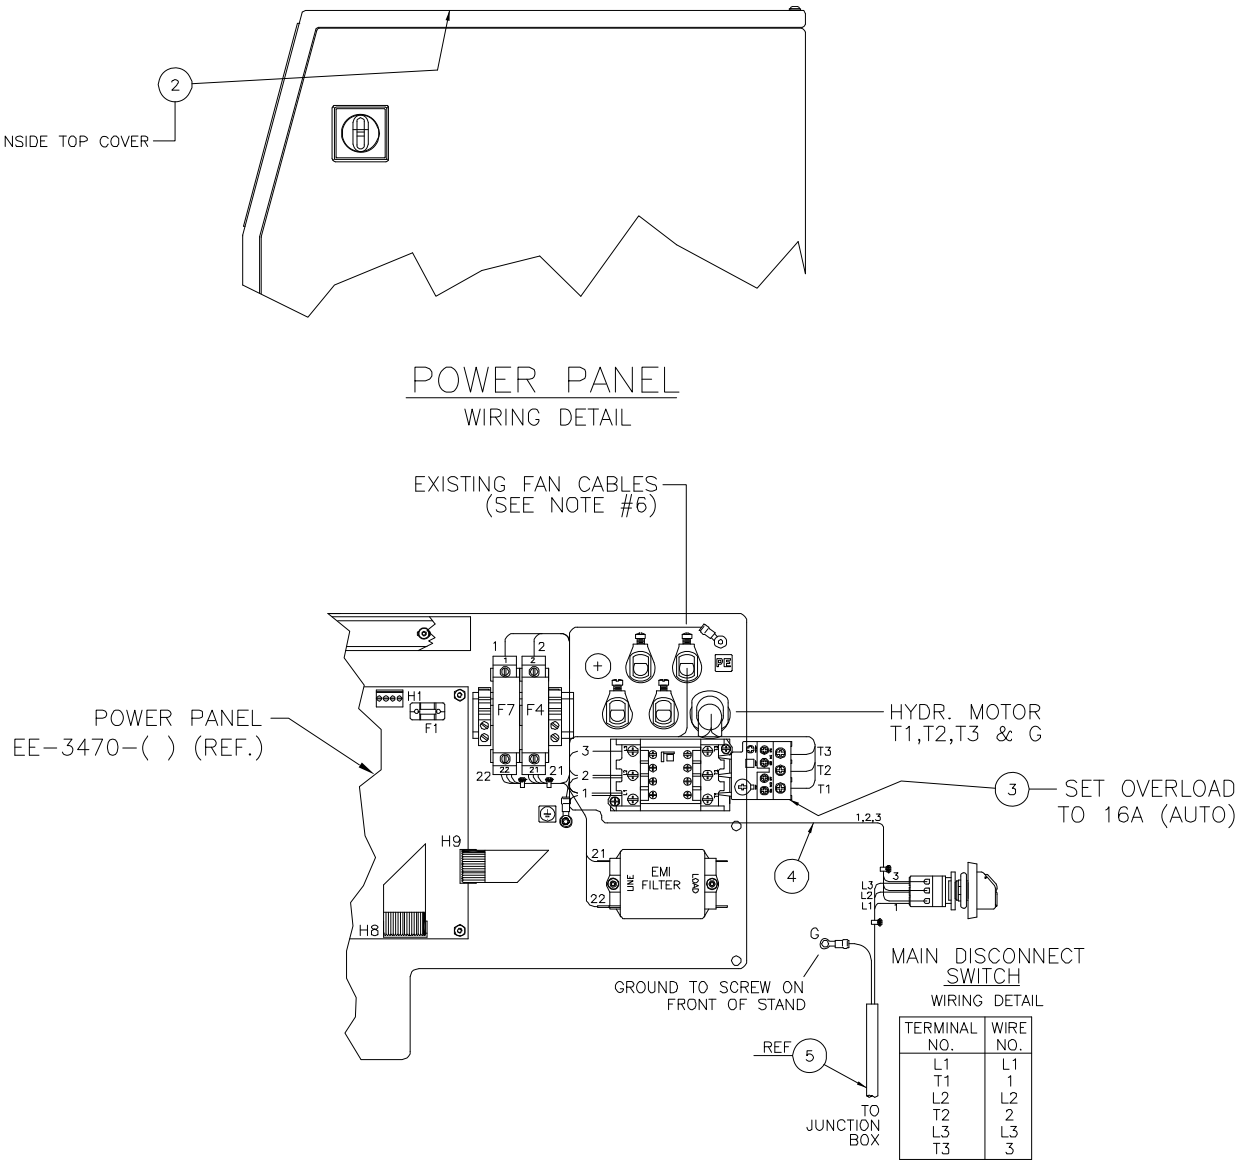 2
NSIDE TOP COVER
POWER PANEL
WIRING DETAIL
EXISTING FAN CABLES
(SEE NOTE #6)
1
2
1
2
PE
+
H1
F1
F7
F4
POWER PANEL
EE-3470-( ) (REF.)
HYDR. MOTOR
T1,T2,T3 & G
3
2
1
T3
T2
T1
22
22
21
21
3
SET OVERLOAD
TO 16A (AUTO)
1,2,3
H9
4
21
22
LINE
EMI
FILTER
LOAD
L3
L2
L1
3
1
H8
G
GROUND TO SCREW ON
FRONT OF STAND
MAIN DISCONNECT
SWITCH
WIRING DETAIL
TERMINAL NO. WIRE NO.
L1 L1
T1 1
L2 L2
T2 2
L3 L3
T3 3
REF
5
TO
JUNCTION
BOX